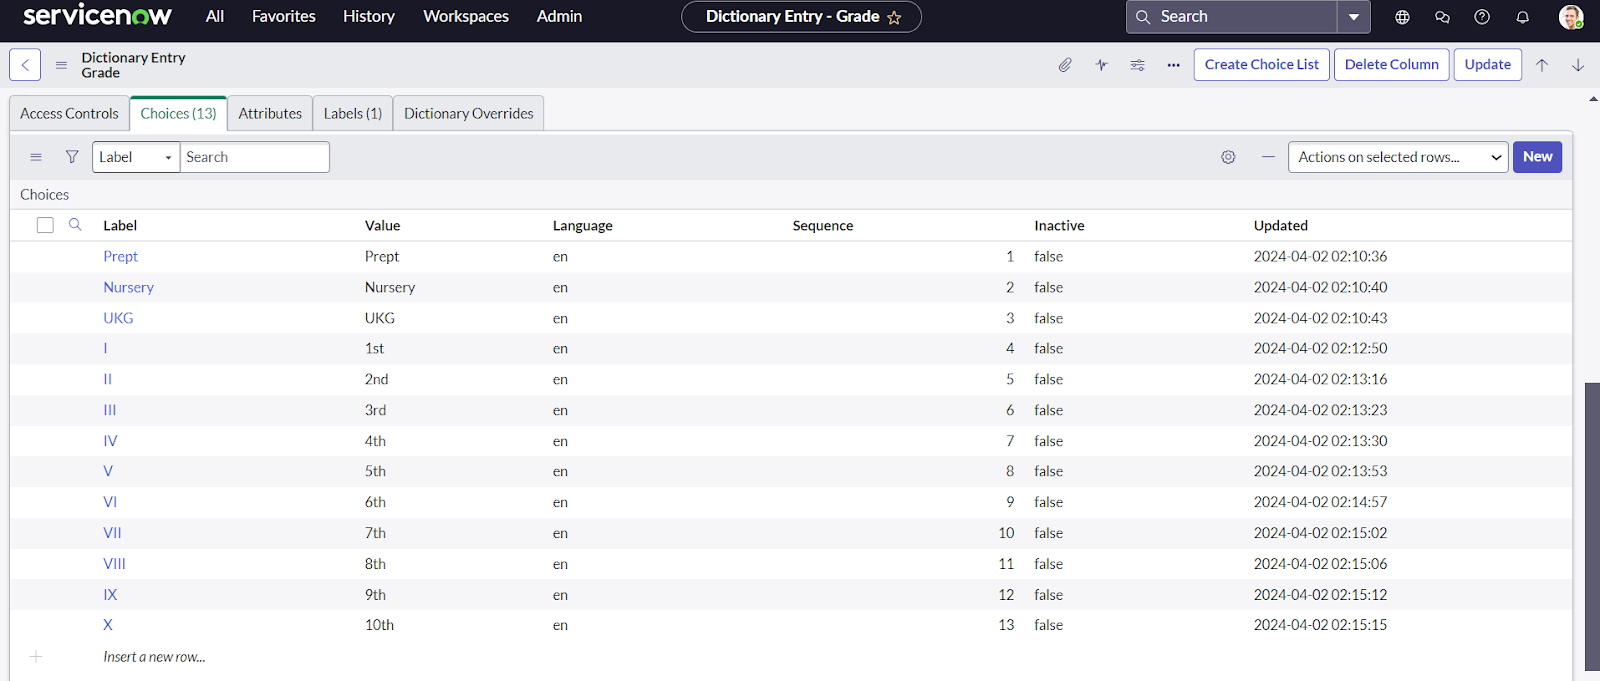 servicenow All Favorites History Workspaces Admin Dictionary Entry - Grade Search
Dictionary Entry
Grade
Create Choice List Delete Column Update
Access Controls Choices (13) Attributes Labels (1) Dictionary Overrides
Label Search Actions on selected rows... New
Choices
Label Value Language Sequence Inactive Updated
Prept Prept en 1 false 2024-04-02 02:10:36
Nursery Nursery en 2 false 2024-04-02 02:10:40
UKG UKG en 3 false 2024-04-02 02:10:43
I 1st en 4 false 2024-04-02 02:12:50
II 2nd en 5 false 2024-04-02 02:13:16
III 3rd en 6 false 2024-04-02 02:13:23
IV 4th en 7 false 2024-04-02 02:13:30
V 5th en 8 false 2024-04-02 02:13:53
VI 6th en 9 false 2024-04-02 02:14:57
VII 7th en 10 false 2024-04-02 02:15:02
VIII 8th en 11 false 2024-04-02 02:15:06
IX 9th en 12 false 2024-04-02 02:15:12
X 10th en 13 false 2024-04-02 02:15:15
Insert a new row...